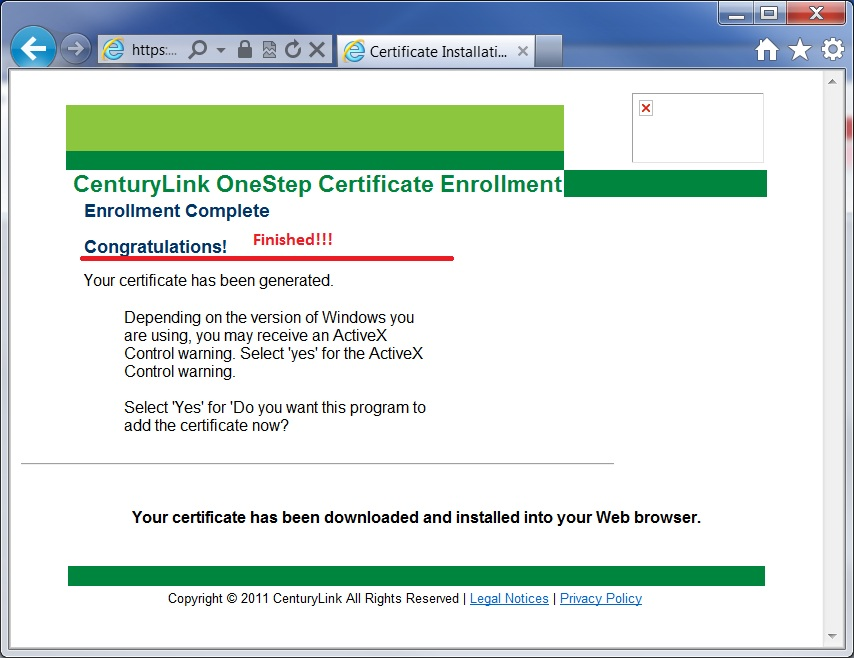 https:...
Certificate Installati...
CenturyLink OneStep Certificate Enrollment
Enrollment Complete
Congratulations! Finished!!!
Your certificate has been generated.
Depending on the version of Windows you
are using, you may receive an ActiveX
Control warning. Select 'yes' for the ActiveX
Control warning.
Select 'Yes' for 'Do you want this program to
add the certificate now?
Your certificate has been downloaded and installed into your Web browser.
Copyright © 2011 CenturyLink All Rights Reserved | Legal Notices | Privacy Policy